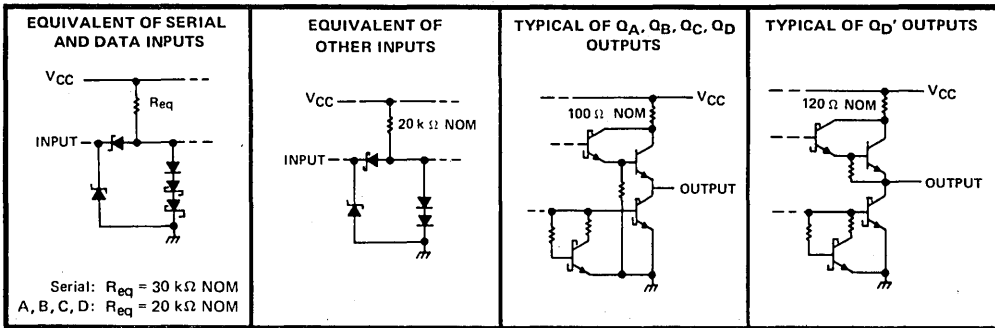 EQUIVALENT OF SERIAL
AND DATA INPUTS
VCC
Req
INPUT
Serial: Req = 30 kΩ NOM
A, B, C, D: Req = 20 kΩ NOM
EQUIVALENT OF
OTHER INPUTS
VCC
20 kΩ NOM
INPUT
TYPICAL OF QA, QB, QC, QD
OUTPUTS
VCC
100 Ω NOM
OUTPUT
TYPICAL OF QD' OUTPUTS
VCC
120 Ω NOM
OUTPUT